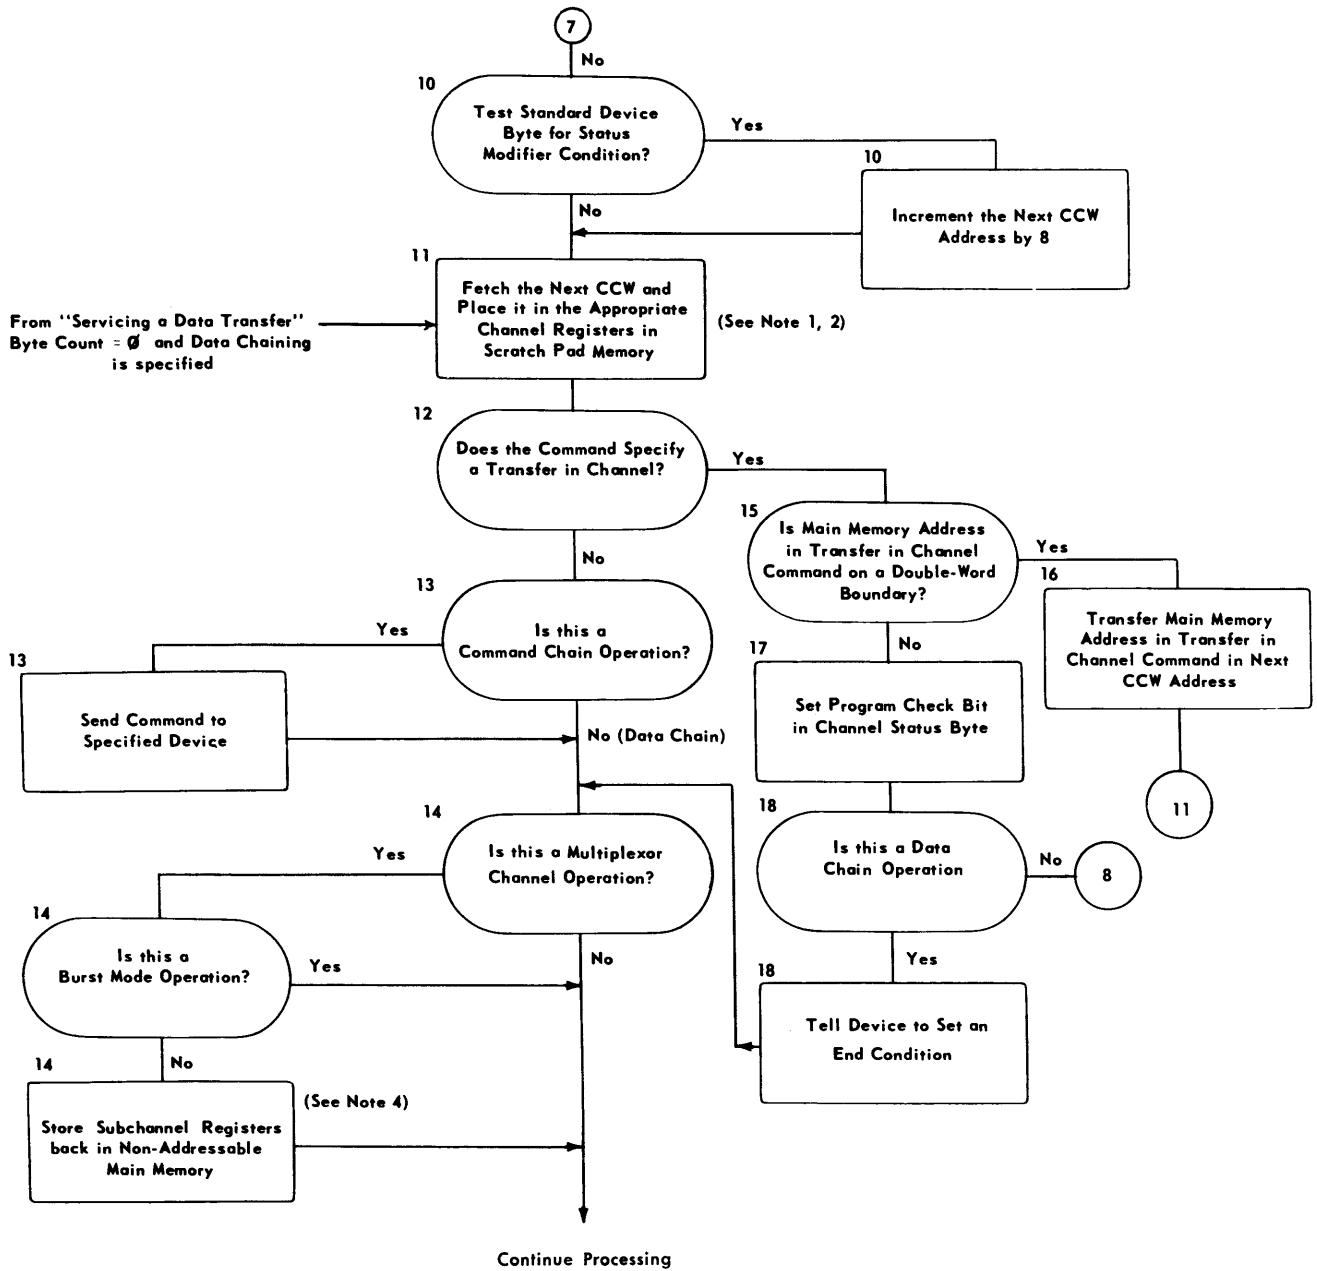 7
No
10
Test Standard Device
Byte for Status
Modifier Condition?
Yes
10
Increment the Next CCW
Address by 8
No
11
Fetch the Next CCW and
Place it in the Appropriate
Channel Registers in
Scratch Pad Memory
(See Note 1, 2)
From "Servicing a Data Transfer"
Byte Count = Ø and Data Chaining
is specified
12
Does the Command Specify
a Transfer in Channel?
Yes
No
15
Is Main Memory Address
in Transfer in Channel
Command on a Double-Word
Boundary?
Yes
16
Transfer Main Memory
Address in Transfer in
Channel Command in Next
CCW Address
11
No
13
Is this a
Command Chain Operation?
Yes
13
Send Command to
Specified Device
No (Data Chain)
17
Set Program Check Bit
in Channel Status Byte
18
Is this a Data
Chain Operation
No
8
Yes
18
Tell Device to Set an
End Condition
14
Is this a Multiplexor
Channel Operation?
Yes
No
14
Is this a
Burst Mode Operation?
Yes
No
14
Store Subchannel Registers
back in Non-Addressable
Main Memory
(See Note 4)
Continue Processing